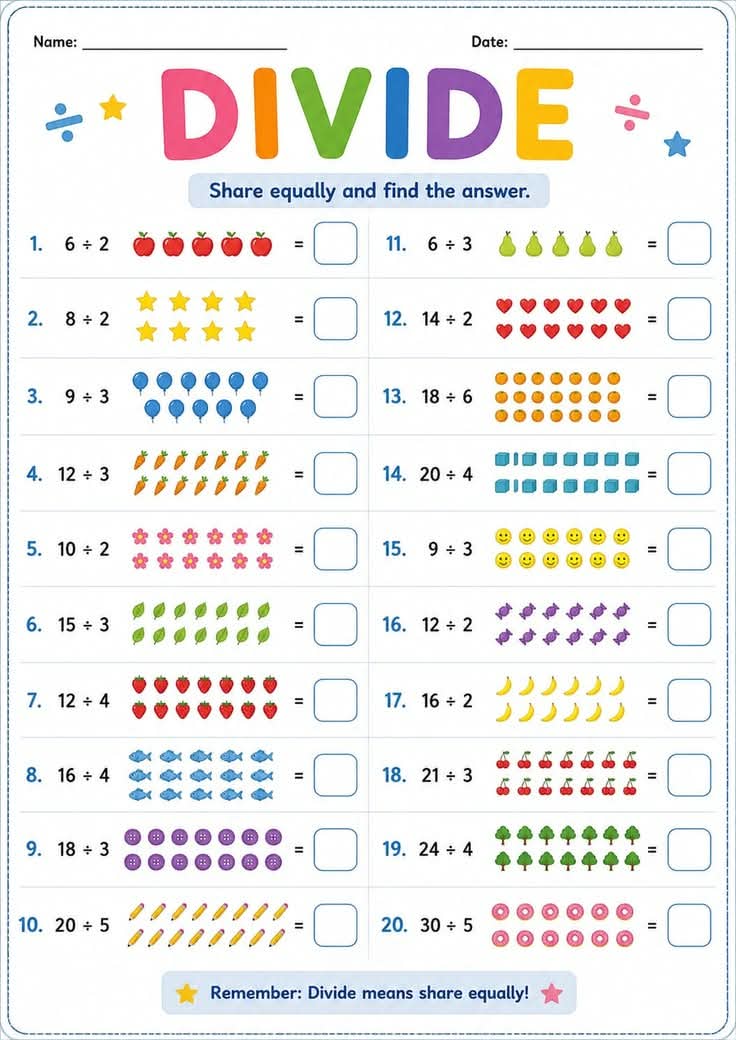 Name: Date:
DIVIDE
Share equally and find the answer.
1. 6 ÷ 2 =
2. 8 ÷ 2 =
3. 9 ÷ 3 =
4. 12 ÷ 3 =
5. 10 ÷ 2 =
6. 15 ÷ 3 =
7. 12 ÷ 4 =
8. 16 ÷ 4 =
9. 18 ÷ 3 =
10. 20 ÷ 5 =
11. 6 ÷ 3 =
12. 14 ÷ 2 =
13. 18 ÷ 6 =
14. 20 ÷ 4 =
15. 9 ÷ 3 =
16. 12 ÷ 2 =
17. 16 ÷ 2 =
18. 21 ÷ 3 =
19. 24 ÷ 4 =
20. 30 ÷ 5 =
Remember: Divide means share equally!